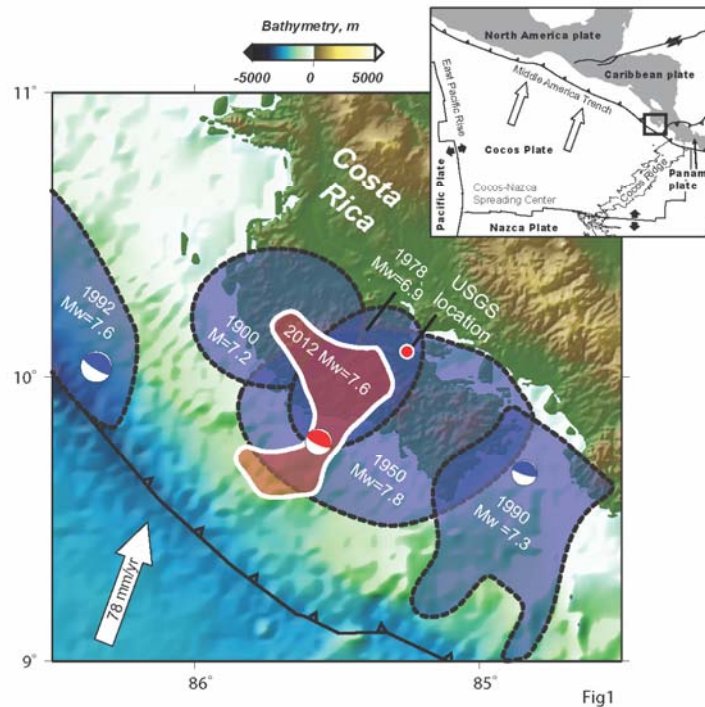 Bathymetry, m
-5000
0
5000
North America plate
Caribbean plate
Middle America Trench
East Pacific Rise
Cocos Plate
Pacific Plate
Cocos Ridge
Panam
plate
Cocos-Nazca
Spreading Center
Nazca Plate
11°
10°
9°
86°
85°
Costa
Rica
1978
Mw=6.9
USGS
location
1992
Mw=7.6
1900
M=7.2
2012 Mw=7.6
1950
Mw=7.8
1990
Mw =7.3
78 mm/yr
Fig1